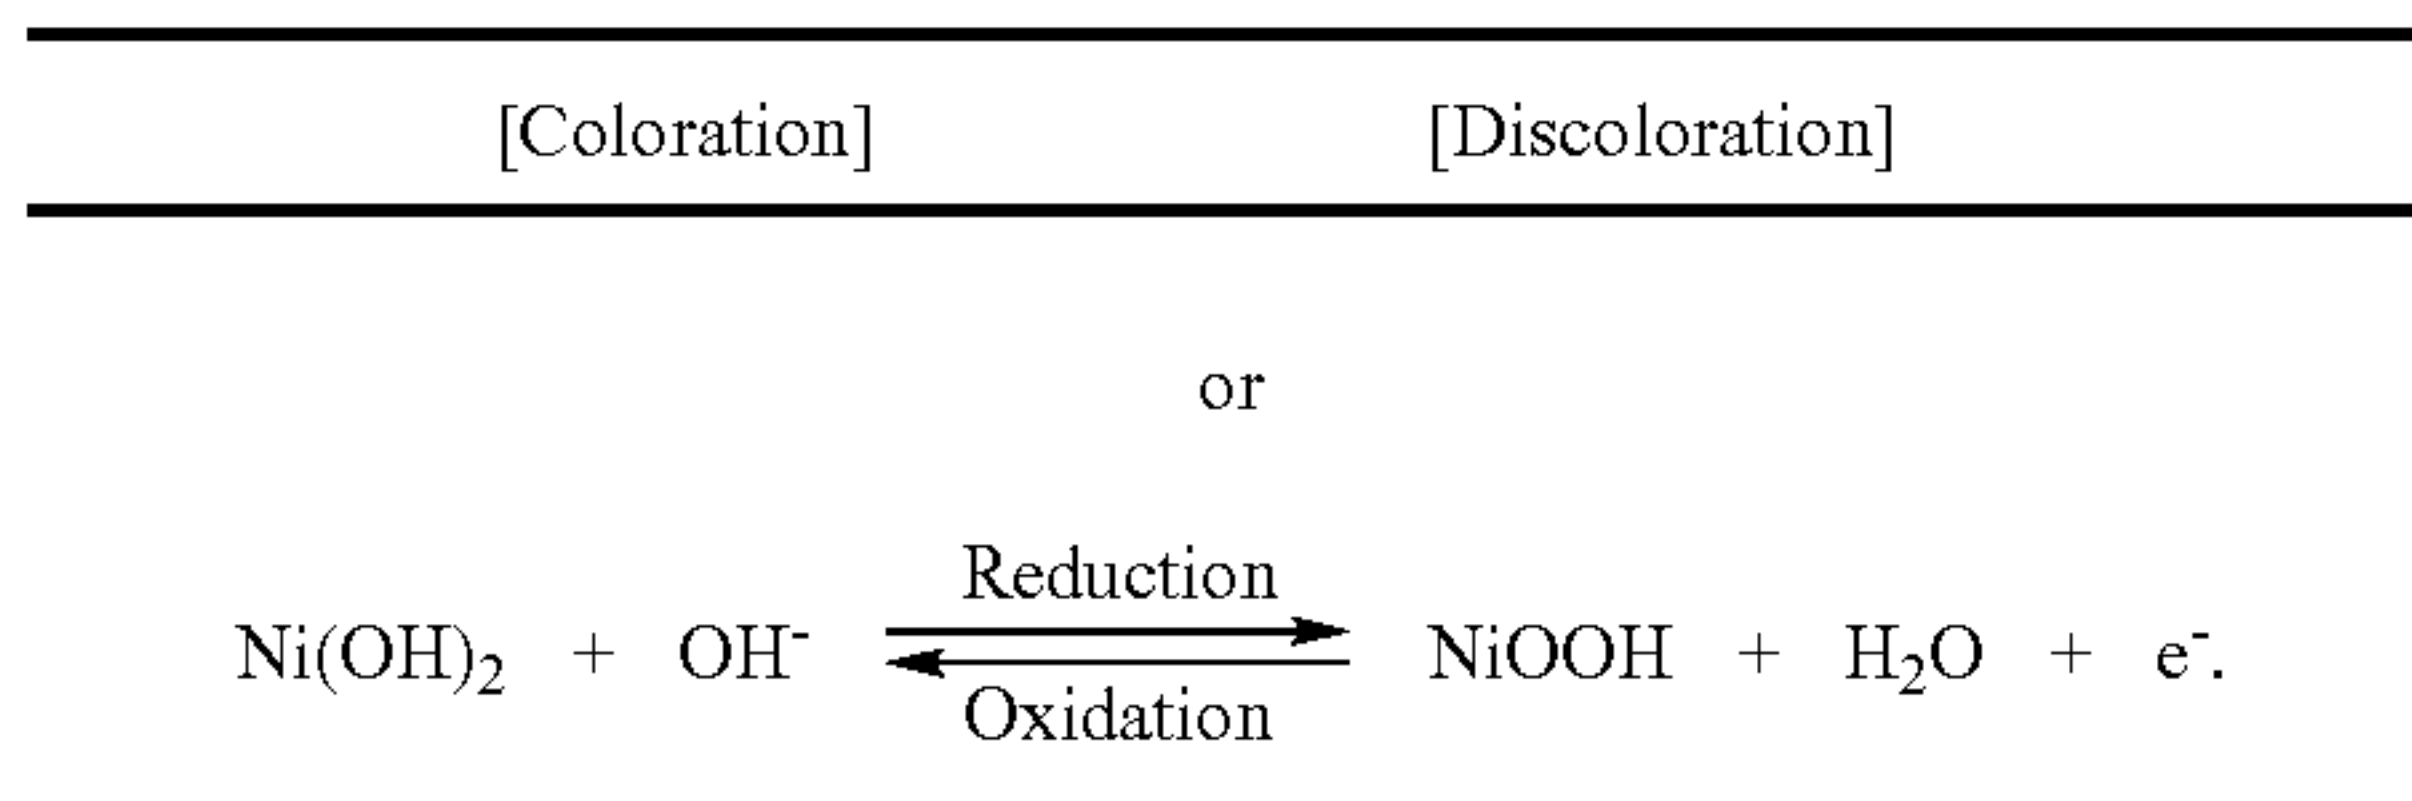 [Coloration] [Discoloration]
or
Reduction
Ni(OH)₂ + OH⁻ ⇌ NiOOH + H₂O + e⁻.
Oxidation